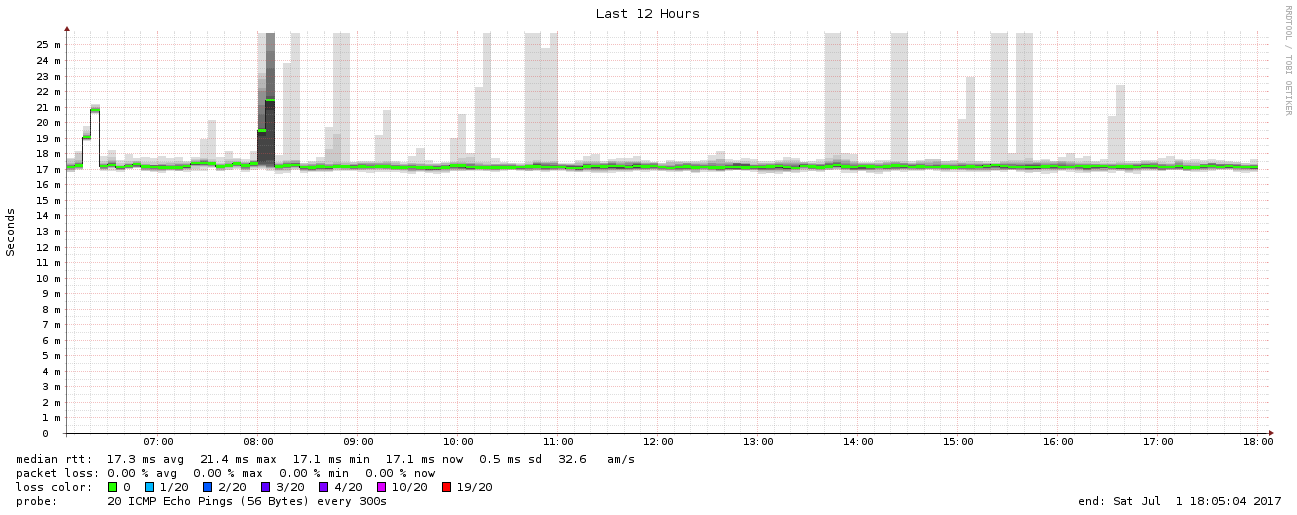 Last 12 Hours
RRDTOOL / TOBI OETIKER
Seconds
25 m
24 m
23 m
22 m
21 m
20 m
19 m
18 m
17 m
16 m
15 m
14 m
13 m
12 m
11 m
10 m
9 m
8 m
7 m
6 m
5 m
4 m
3 m
2 m
1 m
0
07:00 08:00 09:00 10:00 11:00 12:00 13:00 14:00 15:00 16:00 17:00 18:00
median rtt: 17.3 ms avg 21.4 ms max 17.1 ms min 17.1 ms now 0.5 ms sd 32.6 am/s
packet loss: 0.00 % avg 0.00 % max 0.00 % min 0.00 % now
loss color: 0 1/20 2/20 3/20 4/20 10/20 19/20
probe: 20 ICMP Echo Pings (56 Bytes) every 300s end: Sat Jul 1 18:05:04 2017